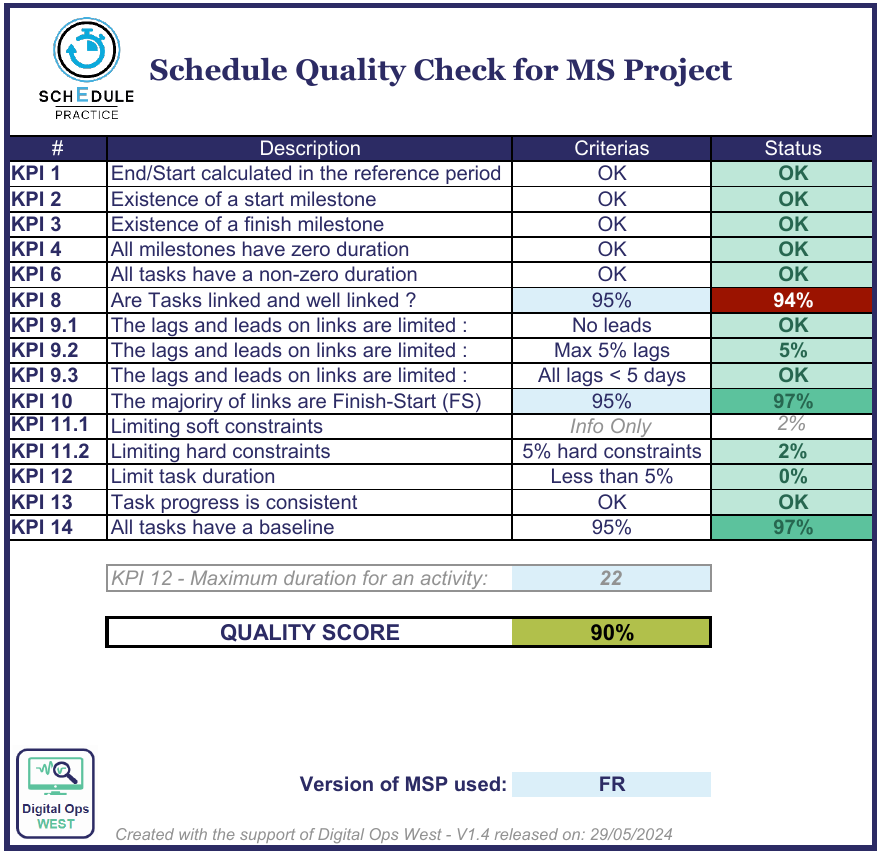 SCHEDULE
PRACTICE
Schedule Quality Check for MS Project
# Description Criterias Status
KPI 1 End/Start calculated in the reference period OK OK
KPI 2 Existence of a start milestone OK OK
KPI 3 Existence of a finish milestone OK OK
KPI 4 All milestones have zero duration OK OK
KPI 6 All tasks have a non-zero duration OK OK
KPI 8 Are Tasks linked and well linked ? 95% 94%
KPI 9.1 The lags and leads on links are limited : No leads OK
KPI 9.2 The lags and leads on links are limited : Max 5% lags 5%
KPI 9.3 The lags and leads on links are limited : All lags < 5 days OK
KPI 10 The majoriry of links are Finish-Start (FS) 95% 97%
KPI 11.1 Limiting soft constraints Info Only 2%
KPI 11.2 Limiting hard constraints 5% hard constraints 2%
KPI 12 Limit task duration Less than 5% 0%
KPI 13 Task progress is consistent OK OK
KPI 14 All tasks have a baseline 95% 97%
KPI 12 - Maximum duration for an activity: 22
QUALITY SCORE 90%
Version of MSP used: FR
Digital Ops
WEST
Created with the support of Digital Ops West - V1.4 released on: 29/05/2024